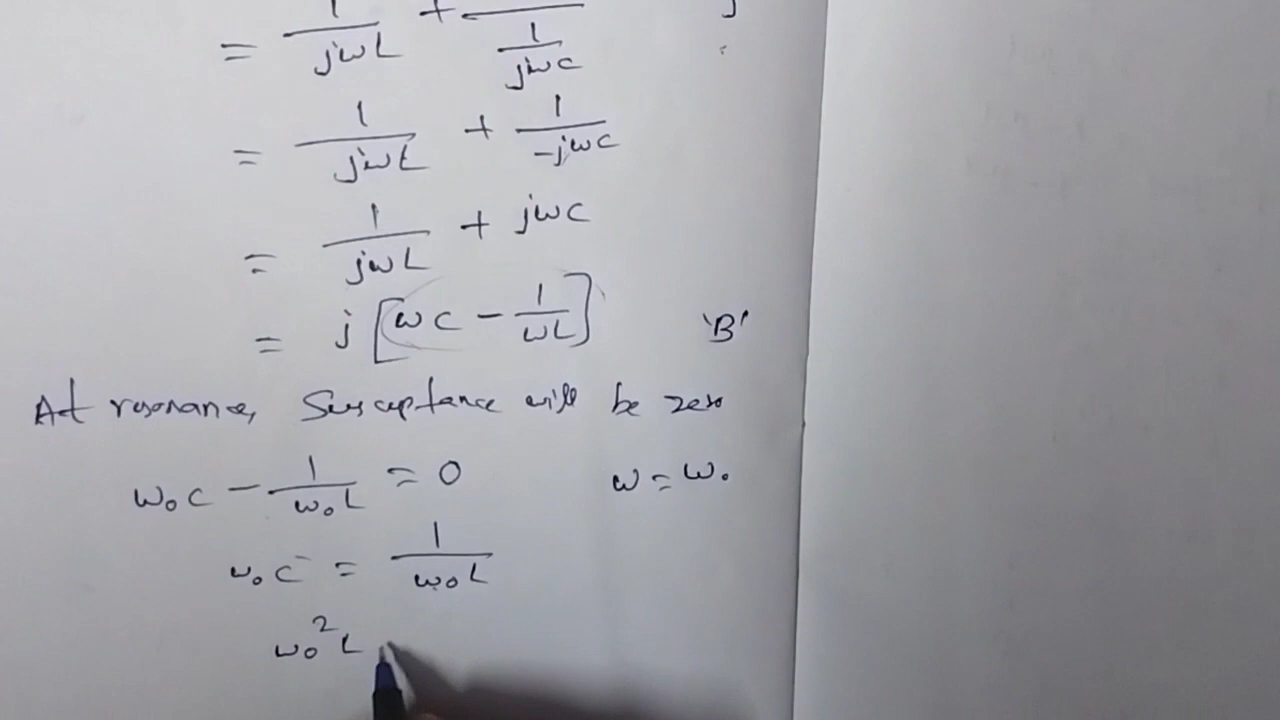 = 1/jωL + 1/(1/jωC)
= 1/jωL + 1/-jωC
= 1/jωL + jωC
= j[ωC - 1/ωL] 'B'
At resonance, Susceptance will be zero
ω₀C - 1/ω₀L = 0 ω = ω₀
ω₀C = 1/ω₀L
ω₀²L